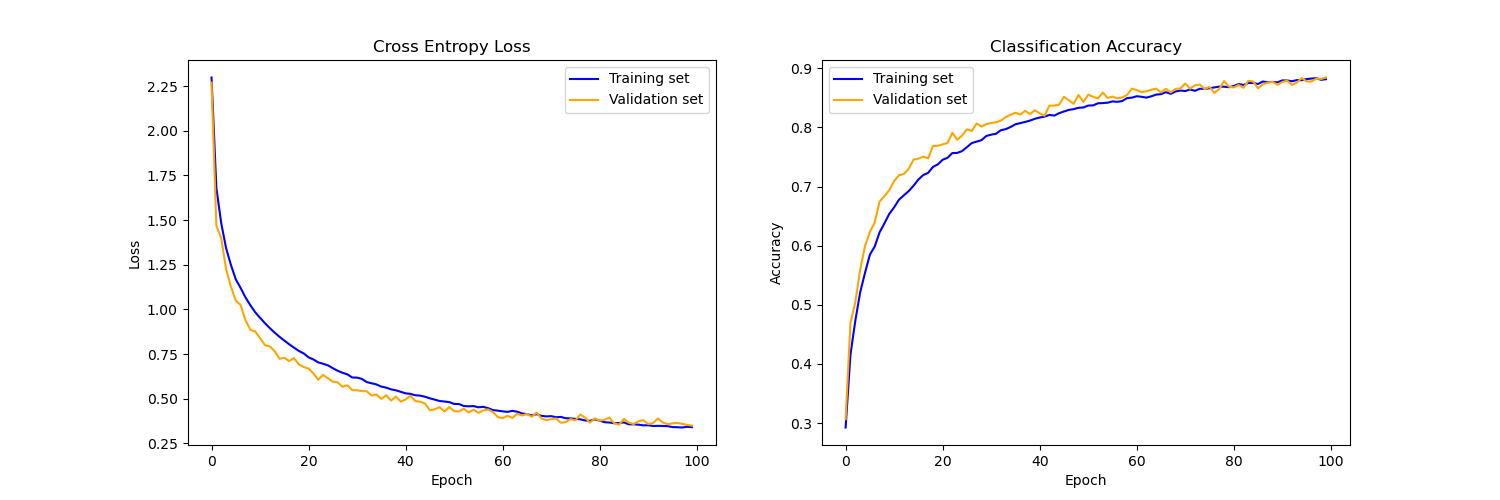 Cross Entropy Loss
Training set
Validation set
2.25
2.00
1.75
1.50
1.25
1.00
0.75
0.50
0.25
Loss
0 20 40 60 80 100
Epoch
Classification Accuracy
Training set
Validation set
0.9
0.8
0.7
0.6
0.5
0.4
0.3
Accuracy
0 20 40 60 80 100
Epoch